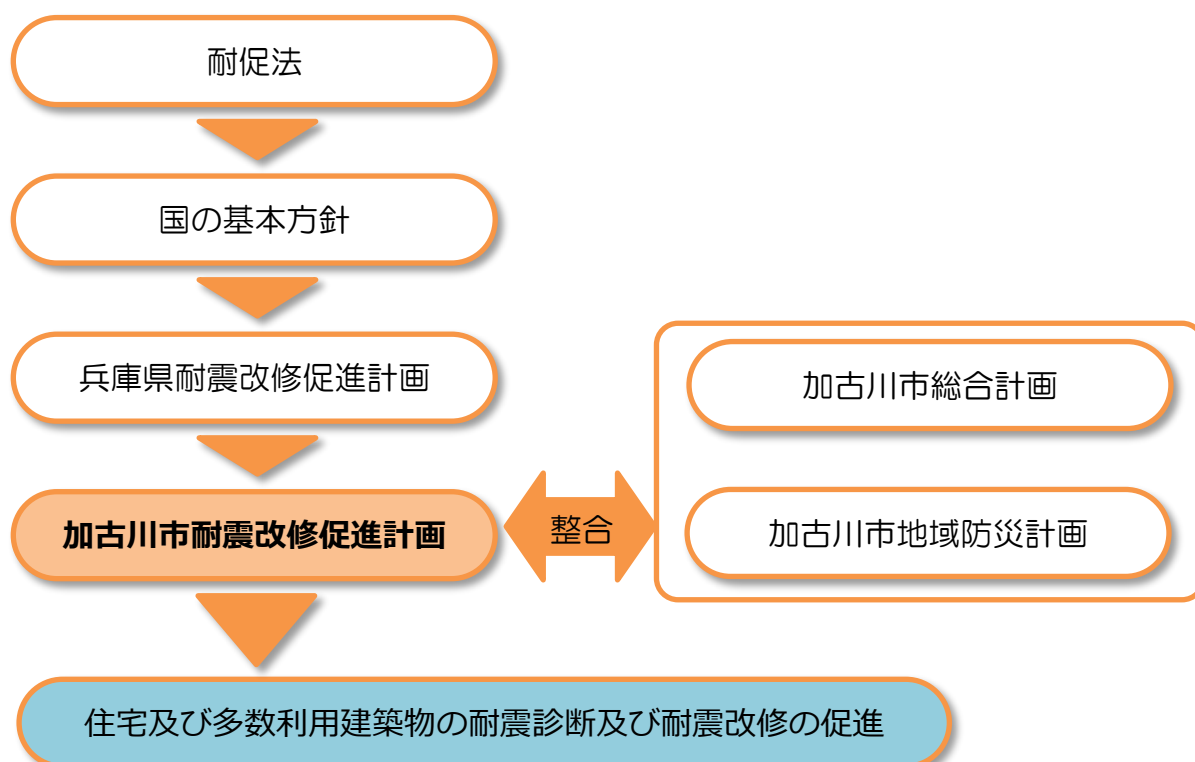 耐促法
国の基本方針
兵庫県耐震改修促進計画
加古川市耐震改修促進計画
整合
加古川市総合計画
加古川市地域防災計画
住宅及び多数利用建築物の耐震診断及び耐震改修の促進